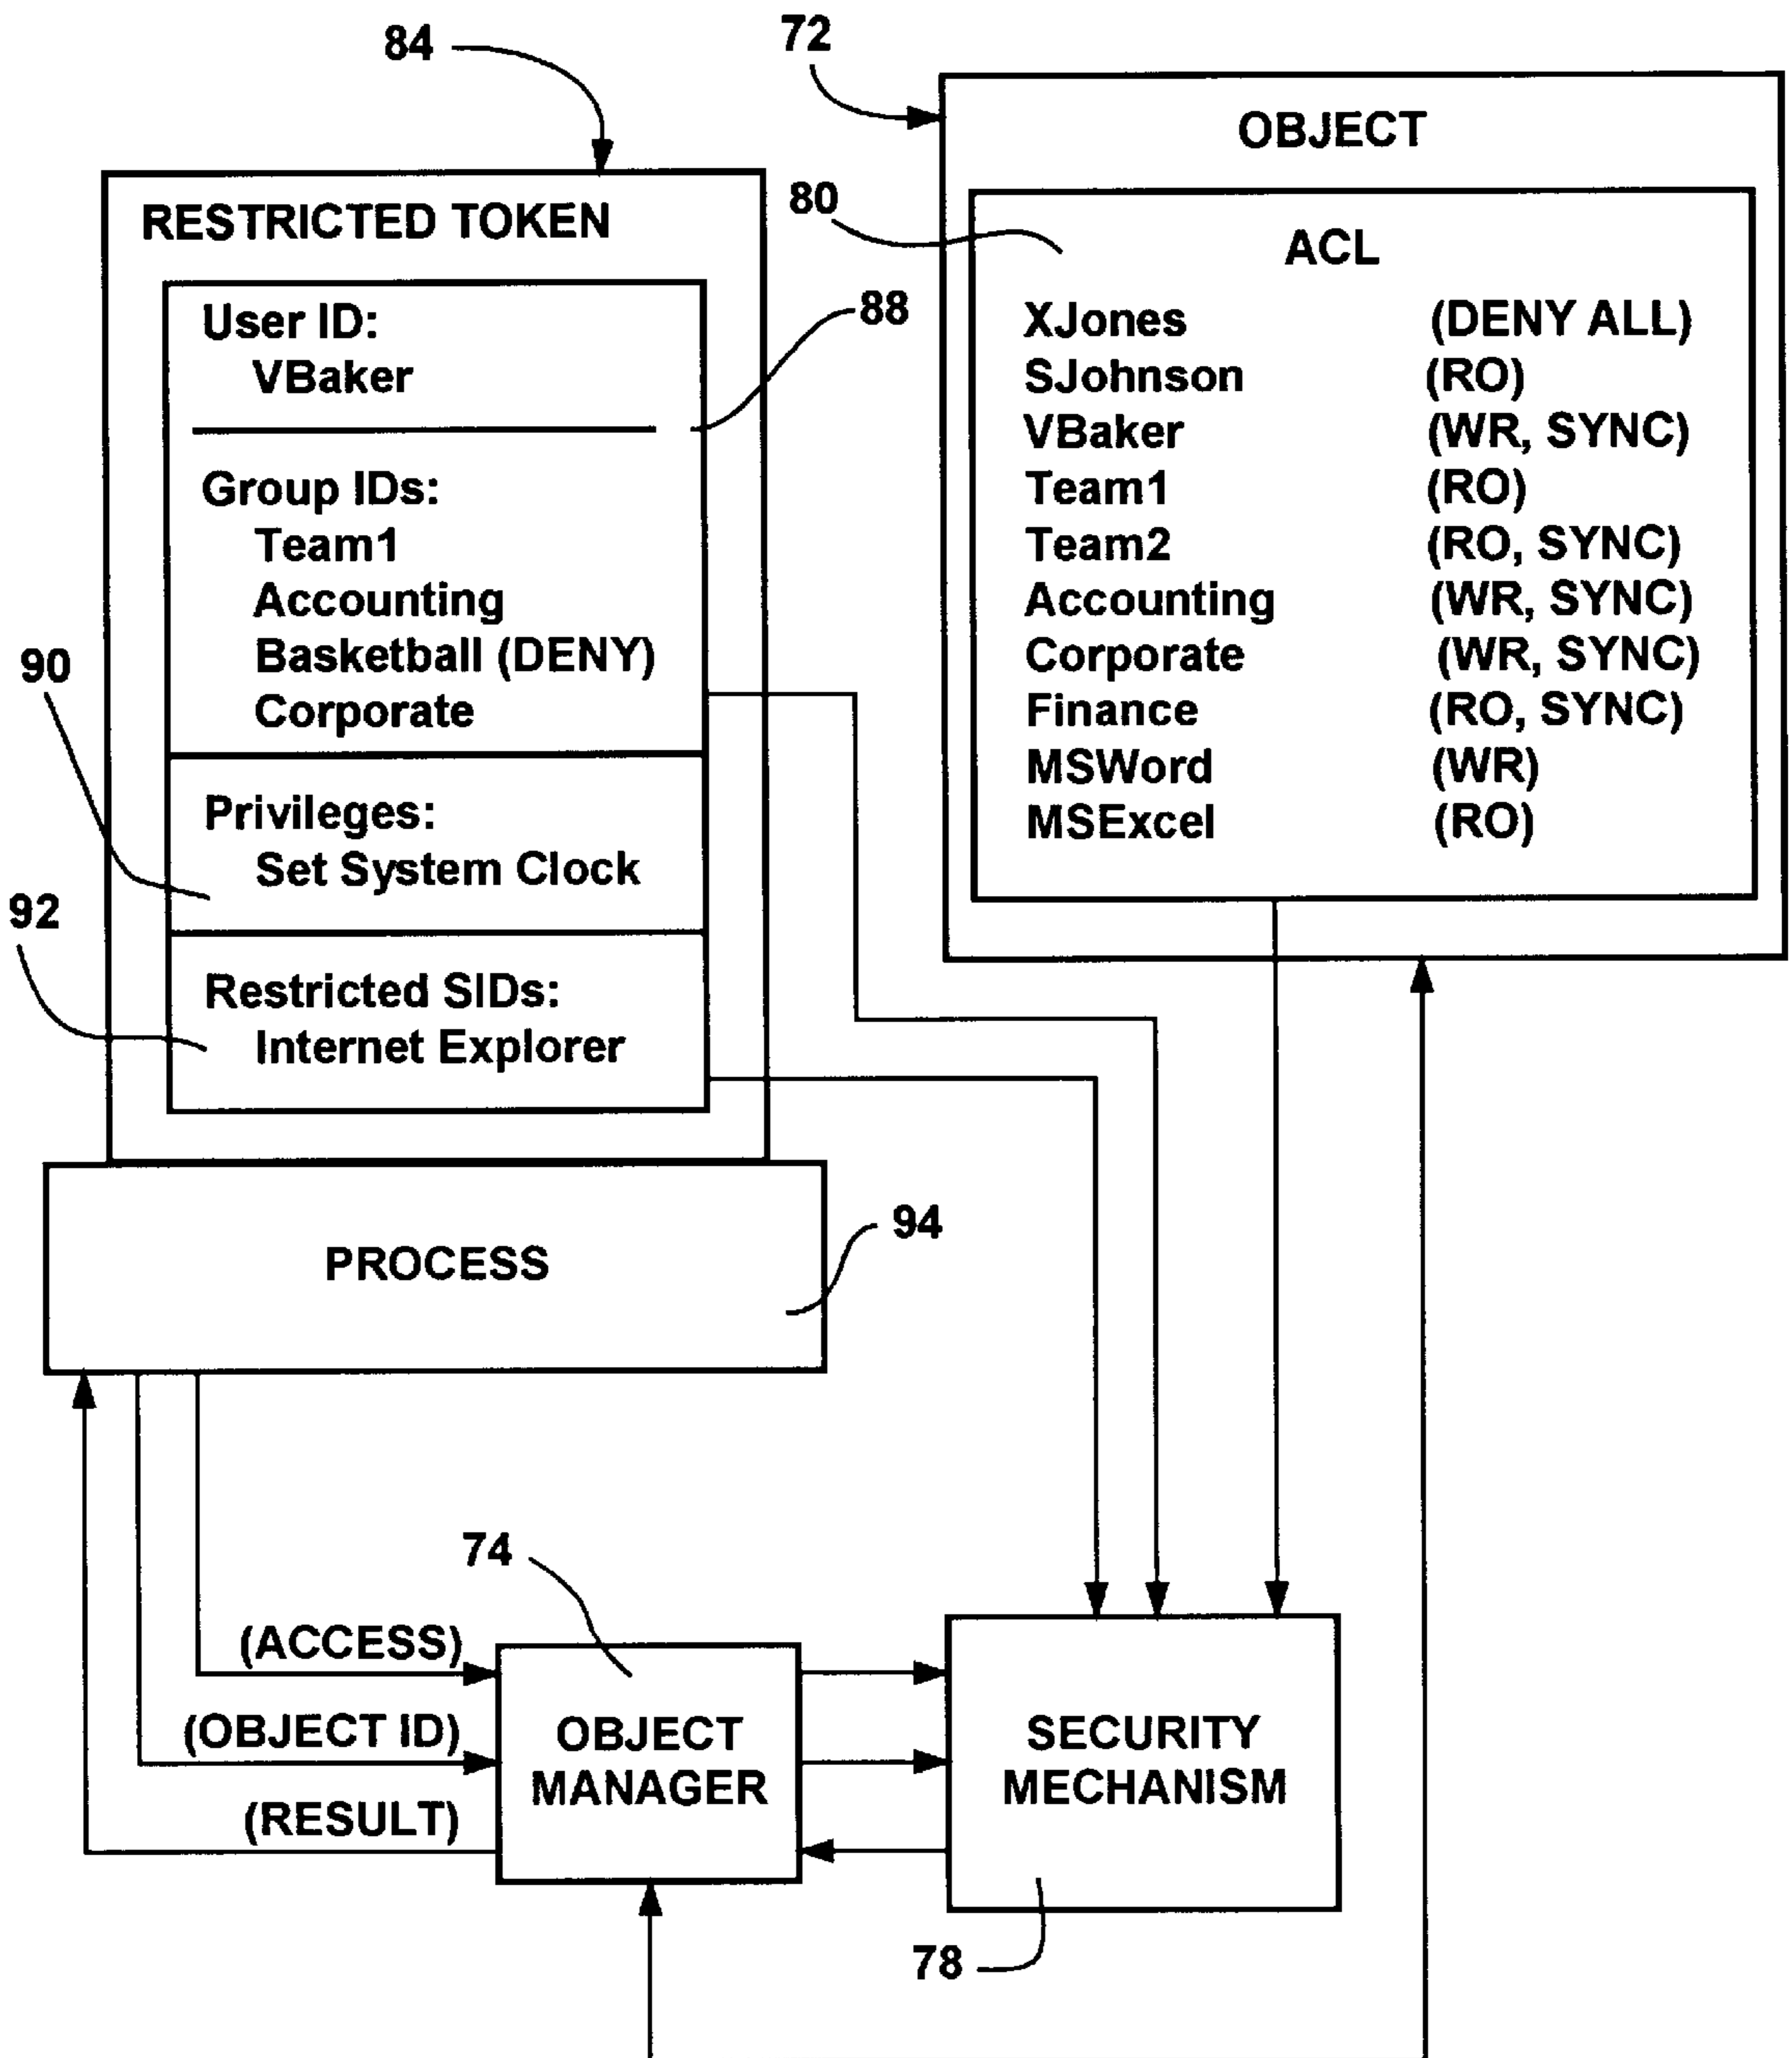 84
72
RESTRICTED TOKEN
User ID:
VBaker
88
Group IDs:
Team1
Accounting
Basketball (DENY)
Corporate
90
Privileges:
Set System Clock
92
Restricted SIDs:
Internet Explorer
OBJECT
80
ACL
XJones (DENY ALL)
SJohnson (RO)
VBaker (WR, SYNC)
Team1 (RO)
Team2 (RO, SYNC)
Accounting (WR, SYNC)
Corporate (WR, SYNC)
Finance (RO, SYNC)
MSWord (WR)
MSExcel (RO)
PROCESS
94
74
(ACCESS)
(OBJECT ID)
(RESULT)
OBJECT
MANAGER
SECURITY
MECHANISM
78